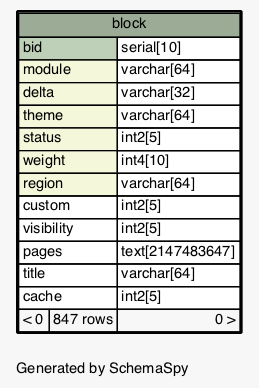 block
bid serial[10]
module varchar[64]
delta varchar[32]
theme varchar[64]
status int2[5]
weight int4[10]
region varchar[64]
custom int2[5]
visibility int2[5]
pages text[2147483647]
title varchar[64]
cache int2[5]
< 0 847 rows 0 >
Generated by SchemaSpy